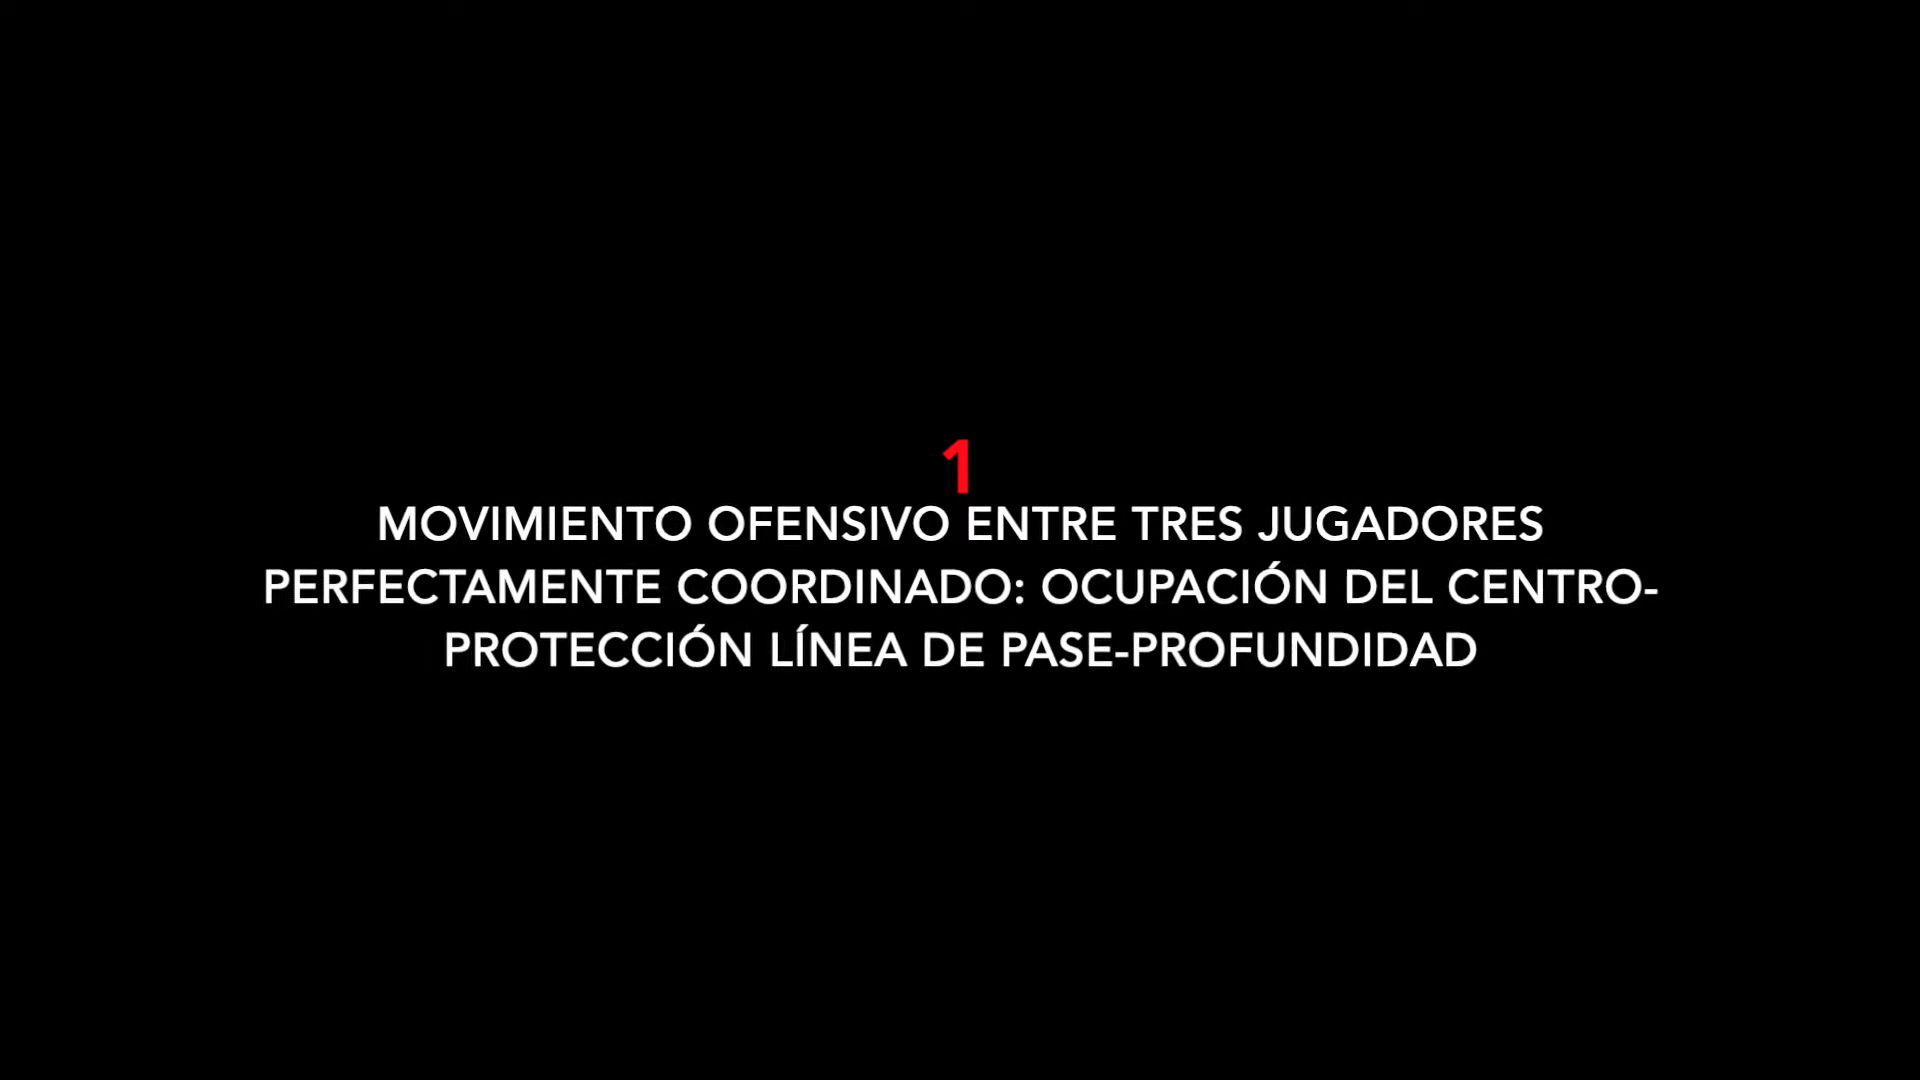 1
MOVIMIENTO OFENSIVO ENTRE TRES JUGADORES
PERFECTAMENTE COORDINADO: OCUPACIÓN DEL CENTRO-
PROTECCIÓN LÍNEA DE PASE-PROFUNDIDAD